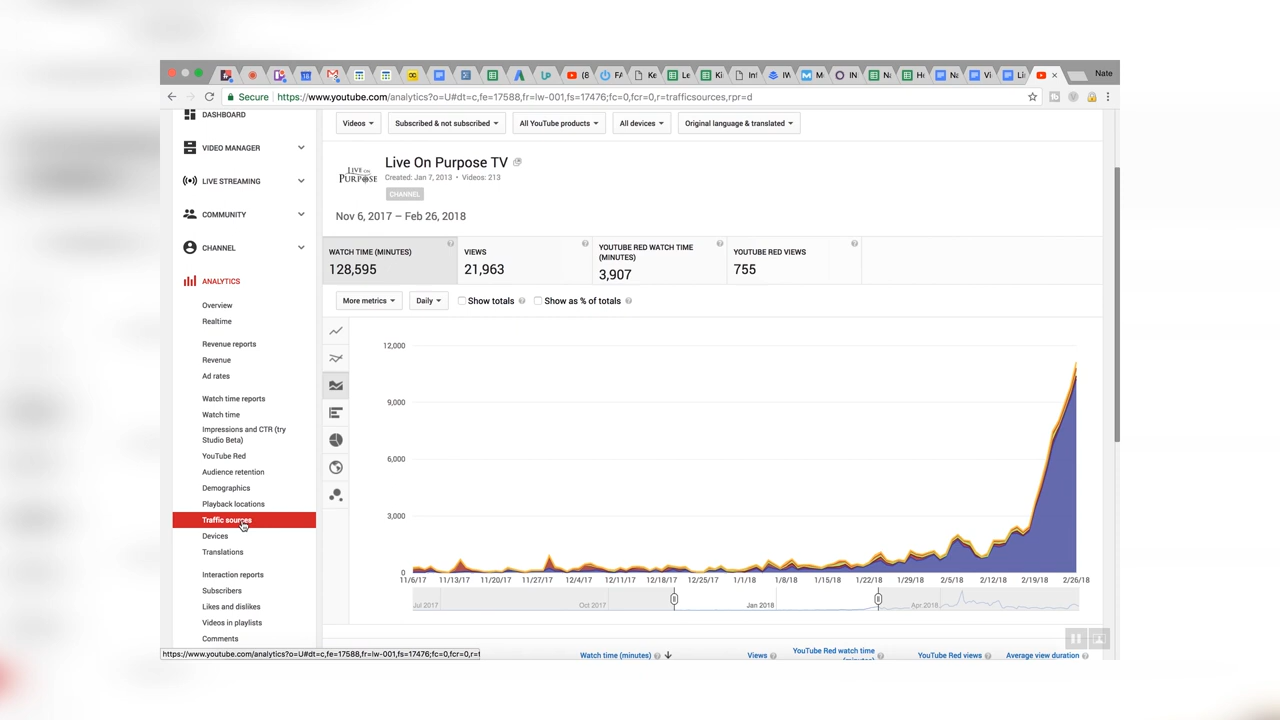 Nate
Secure https://www.youtube.com/analytics?o=U#dt=c,fe=17588,fr=lw-001,fs=17476;fc=0,fcr=0,r=trafficsources,rpr=d
DASHBOARD
VIDEO MANAGER
LIVE STREAMING
COMMUNITY
CHANNEL
ANALYTICS
Overview
Realtime
Revenue reports
Revenue
Ad rates
Watch time reports
Watch time
Impressions and CTR (try
Studio Beta)
YouTube Red
Audience retention
Demographics
Playback locations
Traffic sources
Devices
Translations
Interaction reports
Subscribers
Likes and dislikes
Videos in playlists
Comments
Videos Subscribed & not subscribed All YouTube products All devices Original language & translated
LIVE ON
PURPOSE
Live On Purpose TV
Created: Jan 7, 2013 • Videos: 213
CHANNEL
Nov 6, 2017 – Feb 26, 2018
WATCH TIME (MINUTES)
128,595
VIEWS
21,963
YOUTUBE RED WATCH TIME
(MINUTES)
3,907
YOUTUBE RED VIEWS
755
More metrics Daily Show totals Show as % of totals
12,000
9,000
6,000
3,000
0
11/6/17 11/13/17 11/20/17 11/27/17 12/4/17 12/11/17 12/18/17 12/25/17 1/1/18 1/8/18 1/15/18 1/22/18 1/29/18 2/5/18 2/12/18 2/19/18 2/26/18
Jul 2017 Oct 2017 Jan 2018 Apr 2018
Watch time (minutes) Views YouTube Red watch time YouTube Red views Average view duration
https://www.youtube.com/analytics?o=U#dt=c,fe=17588,fr=lw-001,fs=17476;fc=0,fcr=0,r=t